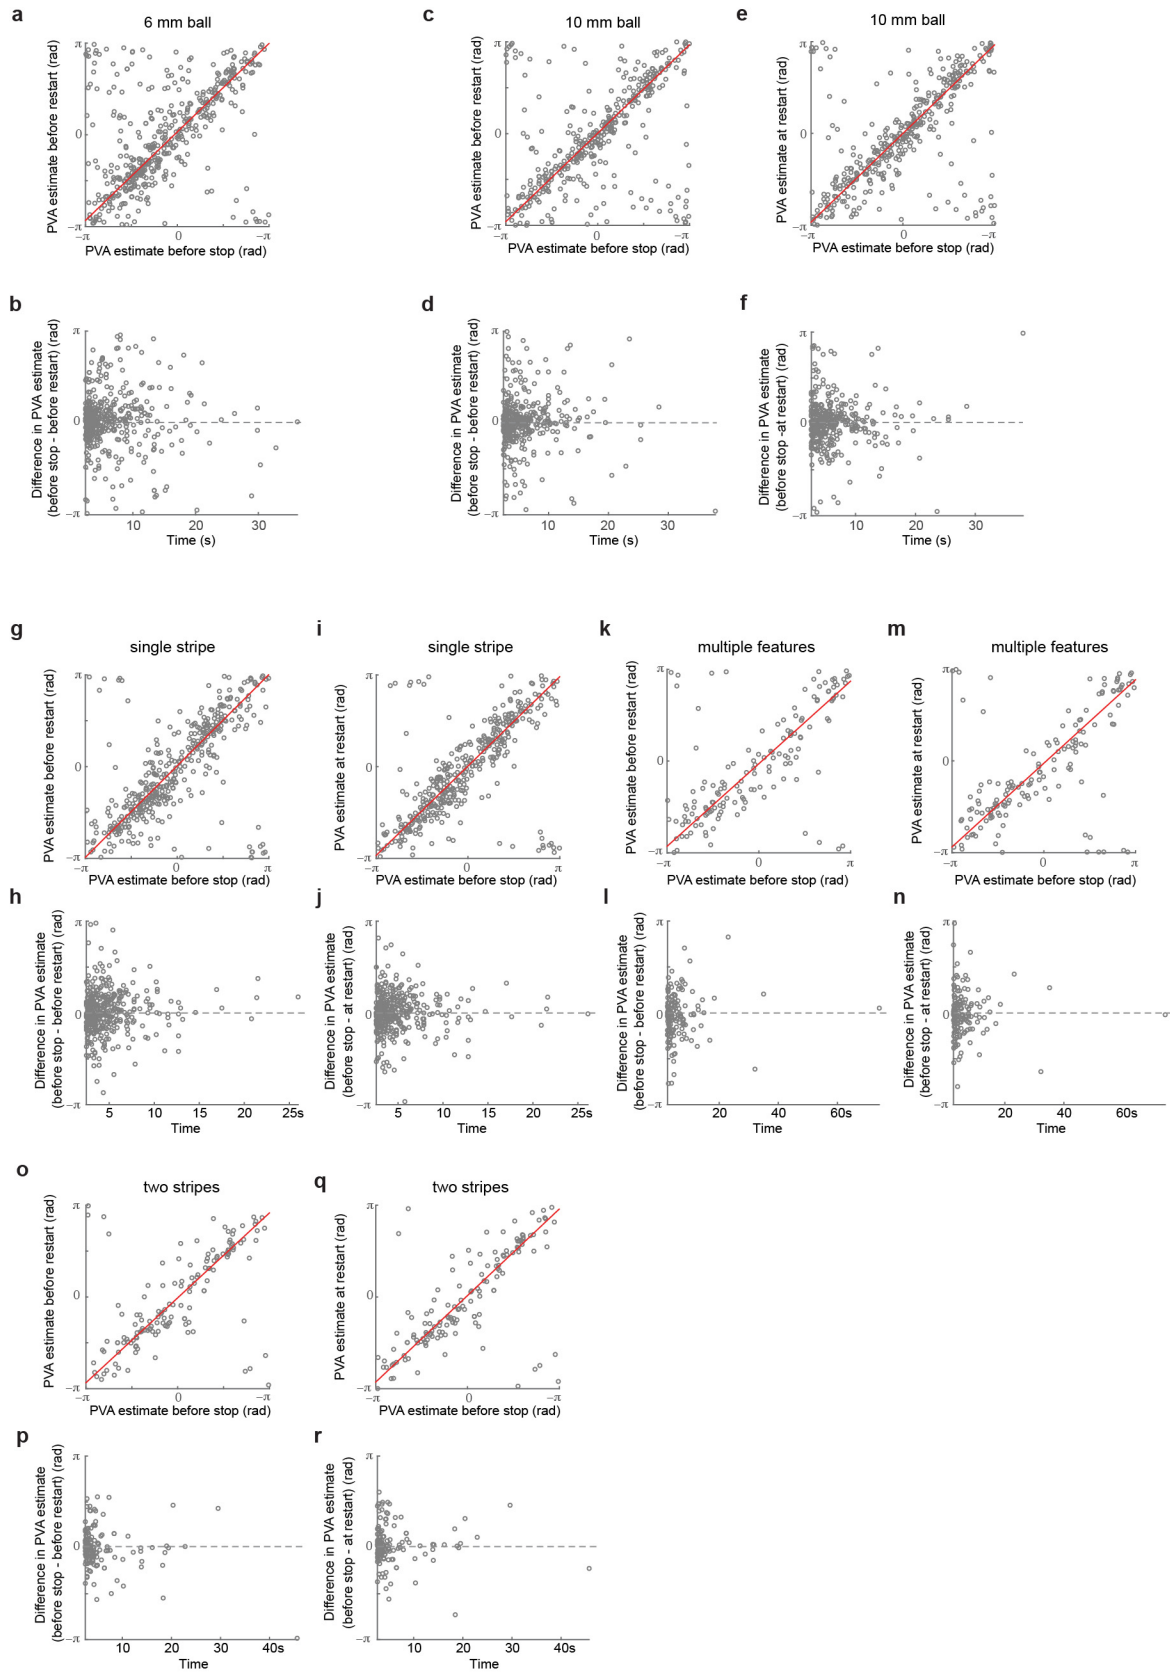 a
6 mm ball
PVA estimate before restart (rad)
π
0
−π
0
−π
PVA estimate before stop (rad)
c
10 mm ball
PVA estimate before restart (rad)
π
0
−π
−π
0
−π
PVA estimate before stop (rad)
e
10 mm ball
PVA estimate at restart (rad)
π
0
−π
−π
0
−π
PVA estimate before stop (rad)
b
Difference in PVA estimate
(before stop - before restart) (rad)
π
0
−π
10
20
30
Time (s)
d
Difference in PVA estimate
(before stop - before restart) (rad)
π
0
−π
10
20
30
Time (s)
f
Difference in PVA estimate
(before stop -at restart) (rad)
π
0
−π
10
20
30
Time (s)
g
single stripe
PVA estimate before restart (rad)
π
0
−π
−π
0
π
PVA estimate before stop (rad)
i
single stripe
PVA estimate at restart (rad)
π
0
−π
−π
0
π
PVA estimate before stop (rad)
k
multiple features
PVA estimate before restart (rad)
π
0
−π
−π
0
π
PVA estimate before stop (rad)
m
multiple features
PVA estimate at restart (rad)
π
0
−π
−π
0
π
PVA estimate before stop (rad)
h
Difference in PVA estimate
(before stop - before restart) (rad)
π
0
−π
5
10
15
20
25s
Time
j
Difference in PVA estimate
(before stop - at restart) (rad)
π
0
−π
5
10
15
20
25s
Time
l
Difference in PVA estimate
(before stop - before restart) (rad)
π
0
−π
20
40
60s
Time
n
Difference in PVA estimate
(before stop - at restart) (rad)
π
0
−π
20
40
60s
Time
o
two stripes
PVA estimate before restart (rad)
π
0
−π
−π
0
−π
PVA estimate before stop (rad)
q
two stripes
PVA estimate at restart (rad)
π
0
−π
−π
0
−π
PVA estimate before stop (rad)
p
Difference in PVA estimate
(before stop - before restart) (rad)
π
0
−π
10
20
30
40s
Time
r
Difference in PVA estimate
(before stop - at restart) (rad)
π
0
−π
10
20
30
40s
Time